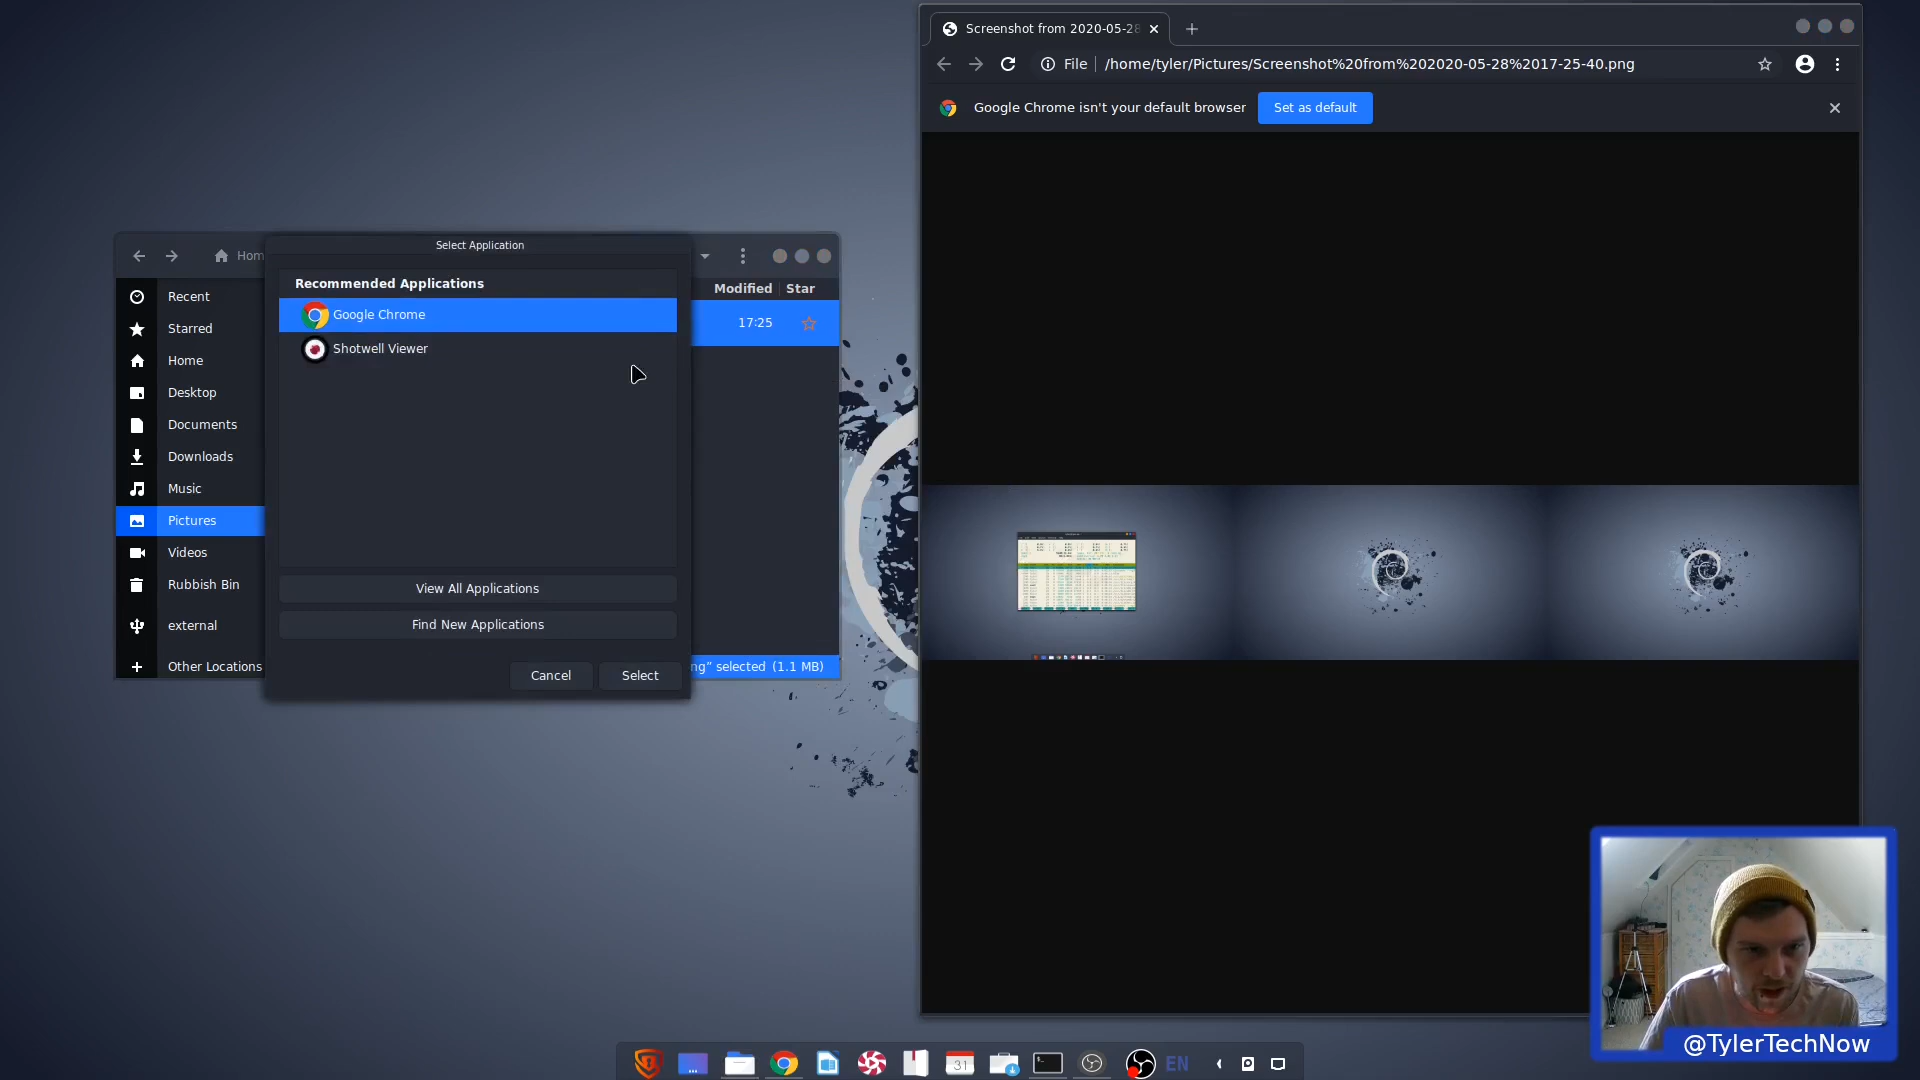 Screenshot from 2020-05-28
File
/home/tyler/Pictures/Screenshot%20from%202020-05-28%2017-25-40.png
Google Chrome isn't your default browser
Set as default
Select Application
Hom
Recommended Applications
Google Chrome
Shotwell Viewer
Modified
Star
17:25
Recent
Starred
Home
Desktop
Documents
Downloads
Music
Pictures
Videos
Rubbish Bin
external
Other Locations
View All Applications
Find New Applications
Cancel
Select
ng” selected (1.1 MB)
@TylerTechNow
31
EN